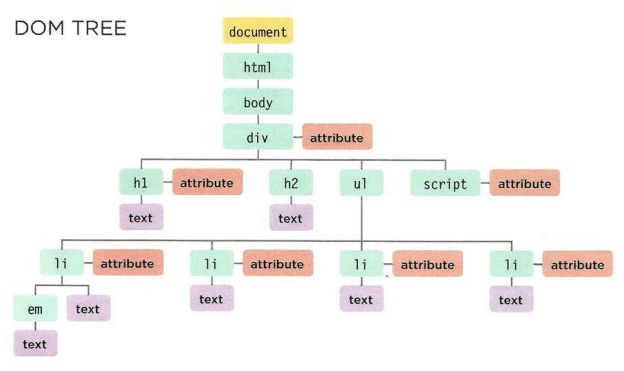 DOM TREE
document
html
body
div attribute
h1 attribute h2 ul script attribute
text text
li attribute li attribute li attribute li attribute
em text text text text
text